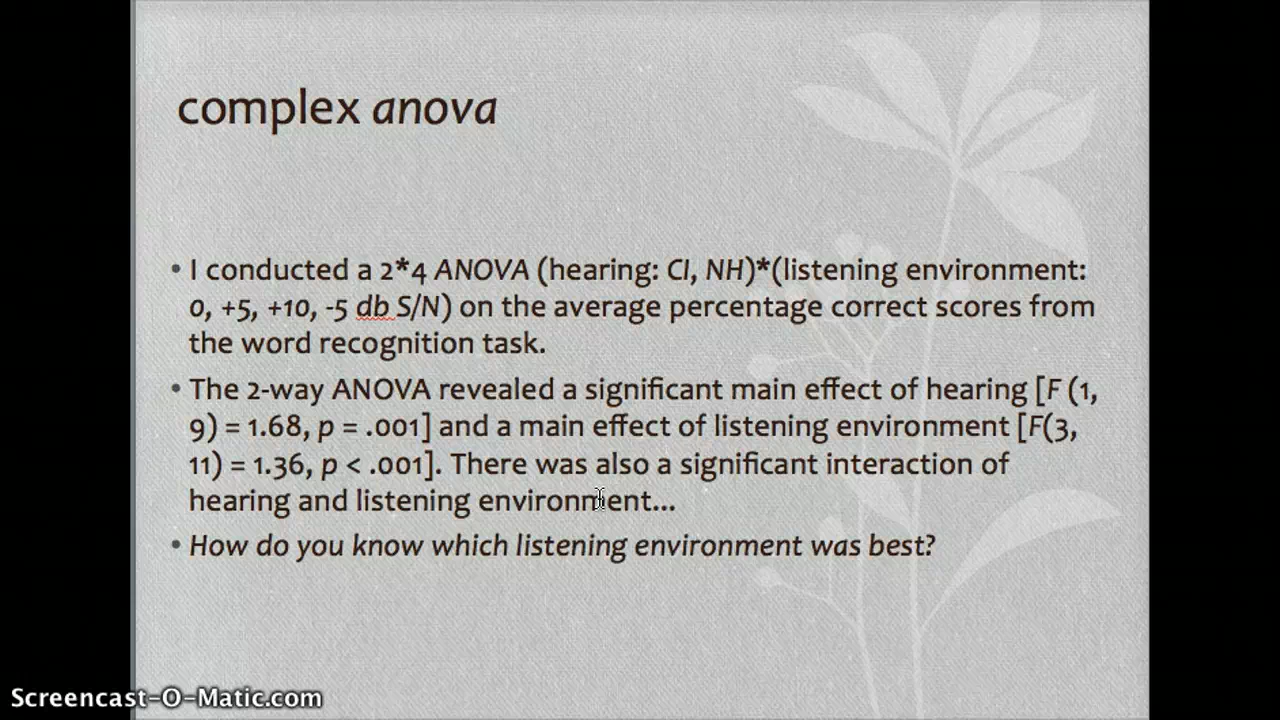 complex anova
• I conducted a 2*4 ANOVA (hearing: CI, NH)*(listening environment:
0, +5, +10, -5 db S/N) on the average percentage correct scores from
the word recognition task.
• The 2-way ANOVA revealed a significant main effect of hearing [F (1,
9) = 1.68, p = .001] and a main effect of listening environment [F(3,
11) = 1.36, p < .001]. There was also a significant interaction of
hearing and listening environment...
• How do you know which listening environment was best?
Screencast-O-Matic.com